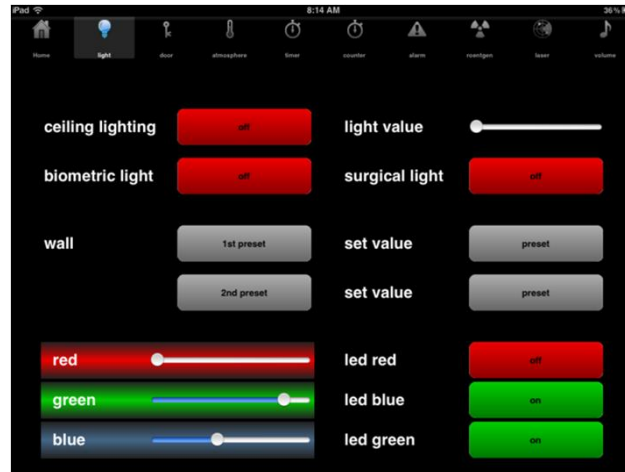 iPad 8:14 AM 36%
Home light door atmosphere timer counter alarm roentgen laser volume
ceiling lighting off light value
biometric light off surgical light off
wall 1st preset set value preset
2nd preset set value preset
red led red off
green led blue on
blue led green on